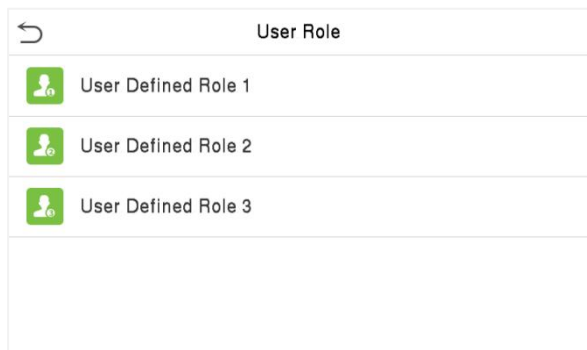 User Role
User Defined Role 1
User Defined Role 2
User Defined Role 3